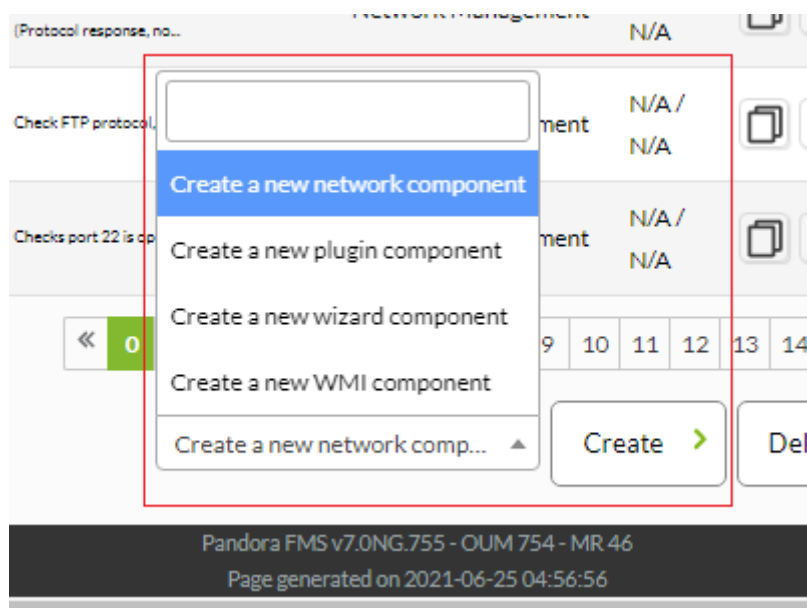 (Protocol response, no...
Network Management
N/A
Check FTP protocol,
ment
N/A /
N/A
Create a new network component
Checks port 22 is op
Create a new plugin component
ment
N/A /
N/A
Create a new wizard component
0
9 10 11 12 13 14
Create a new WMI component
Create a new network comp...
Create
Del
Pandora FMS v7.0NG.755 - OUM 754 - MR 46
Page generated on 2021-06-25 04:56:56